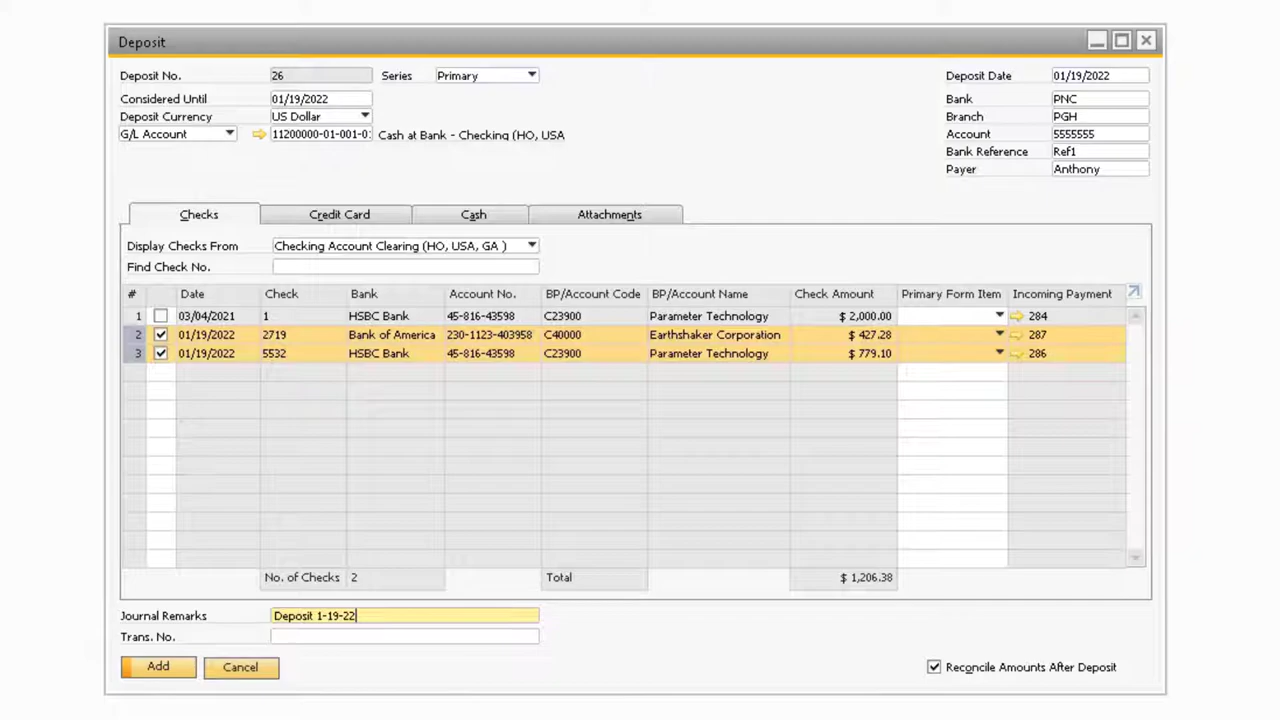 Deposit
Deposit No. 26 Series Primary Deposit Date 01/19/2022
Considered Until 01/19/2022 Bank PNC
Deposit Currency US Dollar Branch PGH
G/L Account 11200000-01-001-0: Cash at Bank - Checking (HO, USA Account 5555555
Bank Reference Ref1
Payer Anthony
Checks Credit Card Cash Attachments
Display Checks From Checking Account Clearing (HO, USA, GA )
Find Check No.
# Date Check Bank Account No. BP/Account Code BP/Account Name Check Amount Primary Form Item Incoming Payment
1 03/04/2021 1 HSBC Bank 45-816-43598 C23900 Parameter Technology $ 2,000.00 284
2 01/19/2022 2719 Bank of America 230-1123-403958 C40000 Earthshaker Corporation $ 427.28 287
3 01/19/2022 5532 HSBC Bank 45-816-43598 C23900 Parameter Technology $ 779.10 286
No. of Checks 2 Total $ 1,206.38
Journal Remarks Deposit 1-19-22
Trans. No.
Add Cancel Reconcile Amounts After Deposit